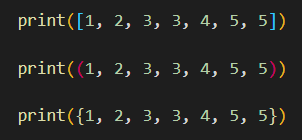 print([1, 2, 3, 3, 4, 5, 5])
print((1, 2, 3, 3, 4, 5, 5))
print({1, 2, 3, 3, 4, 5, 5})